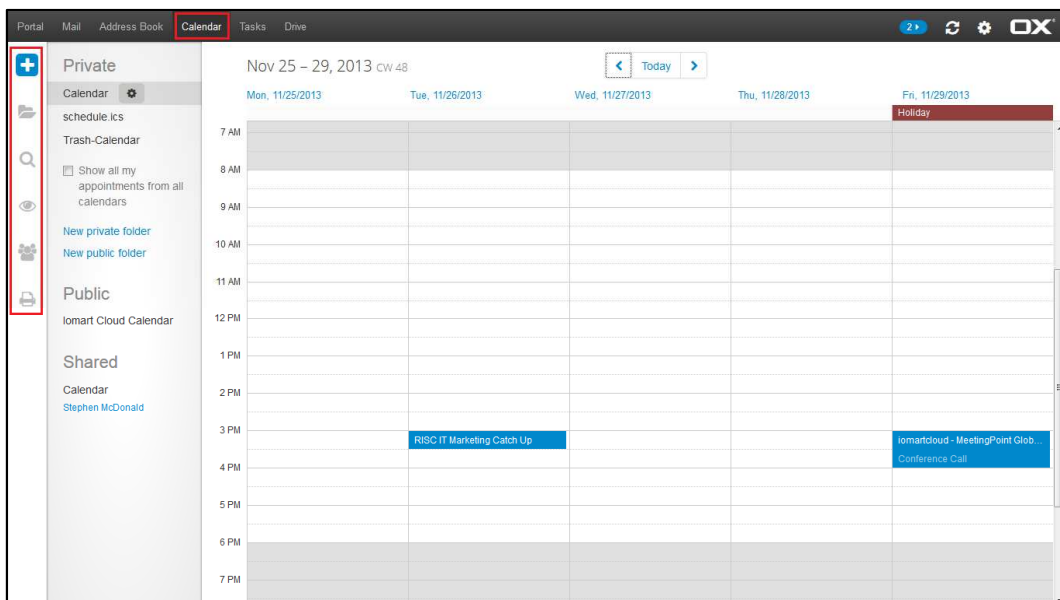 Portal Mail Address Book Calendar Tasks Drive 2 OX
Private
Calendar
schedule.ics
Trash-Calendar
Show all my
appointments from all
calendars
New private folder
New public folder
Public
Iomart Cloud Calendar
Shared
Calendar
Stephen McDonald
Nov 25 – 29, 2013 CW 48
Today
Mon, 11/25/2013 Tue, 11/26/2013 Wed, 11/27/2013 Thu, 11/28/2013 Fri, 11/29/2013
Holiday
7 AM
8 AM
9 AM
10 AM
11 AM
12 PM
1 PM
2 PM
3 PM
RISC IT Marketing Catch Up
iomartcloud - MeetingPoint Glob...
Conference Call
4 PM
5 PM
6 PM
7 PM